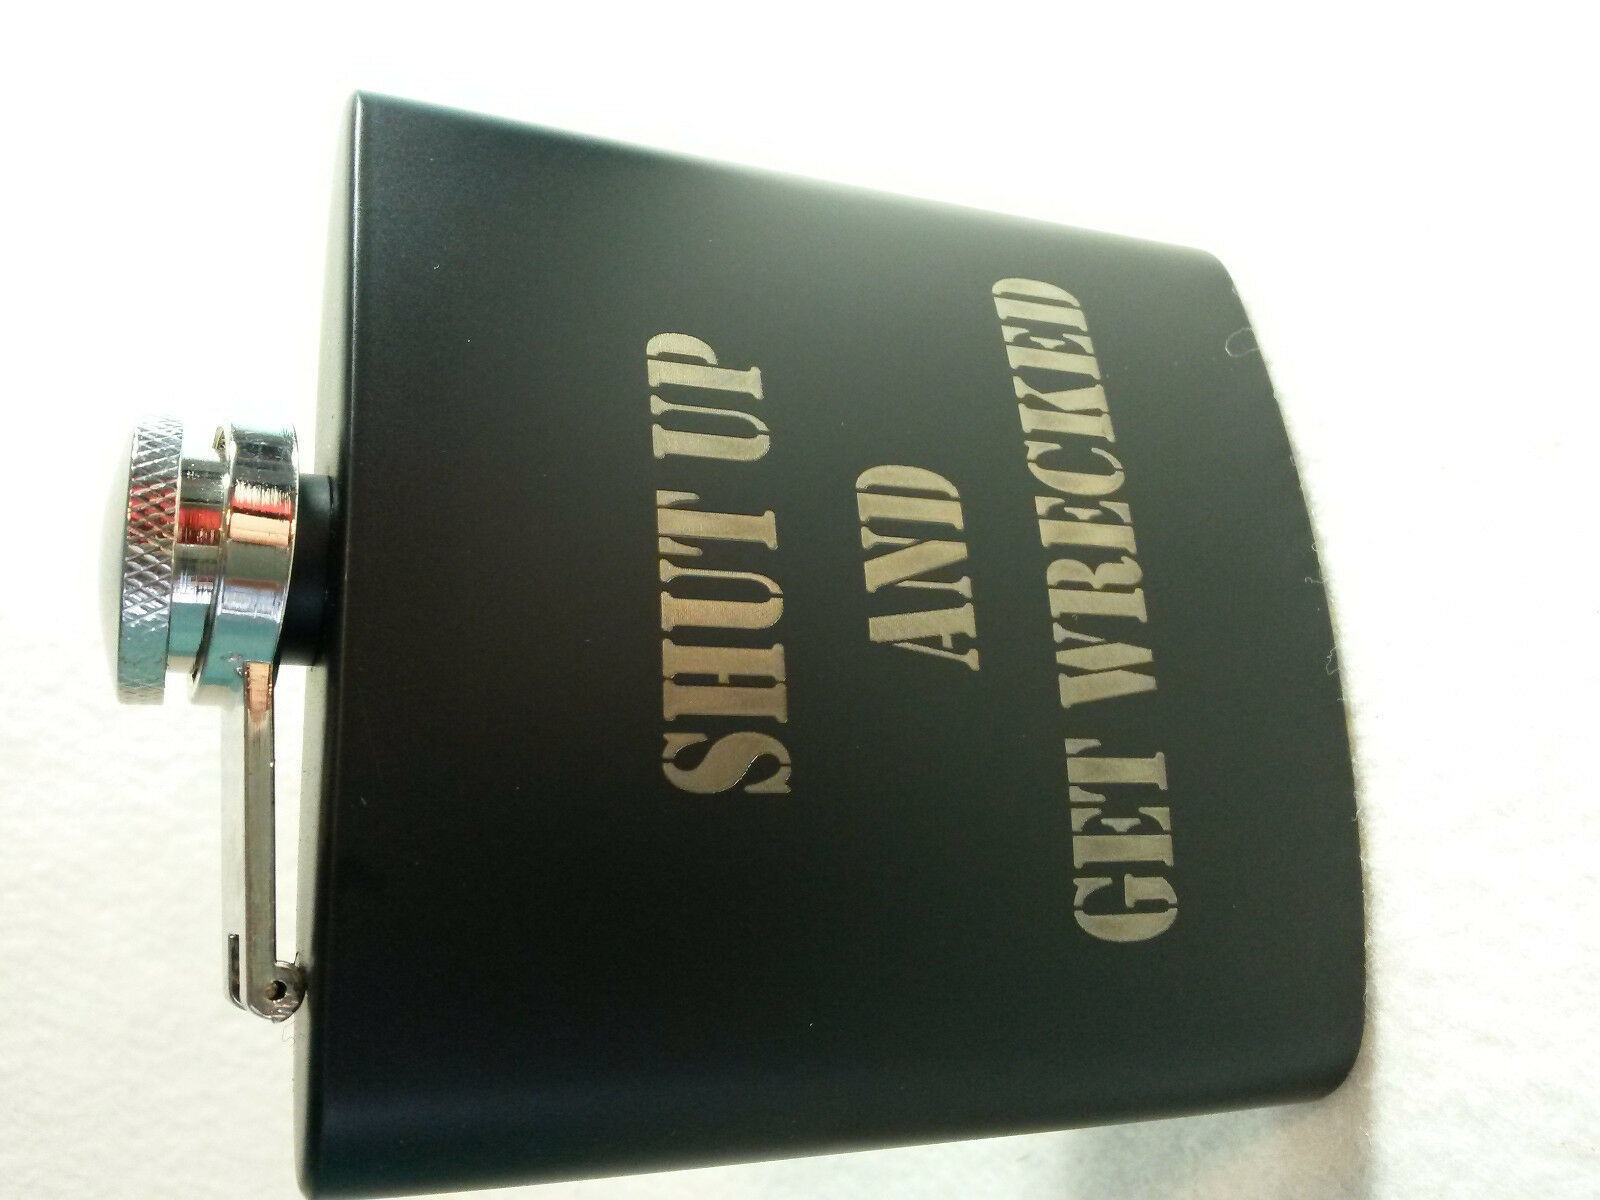 SHUT UP
AND
GET WRECKED